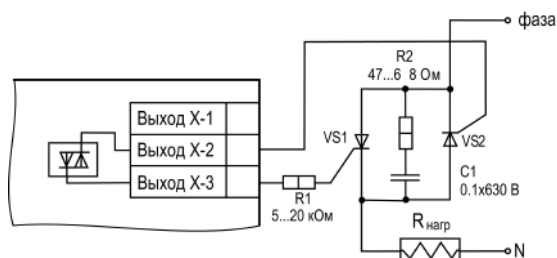 фаза
R2
47...6 8 Ом
Выход X-1
Выход X-2
Выход X-3
VS1
VS2
C1
0.1x630 В
R1
5...20 кОм
Rнагр
N